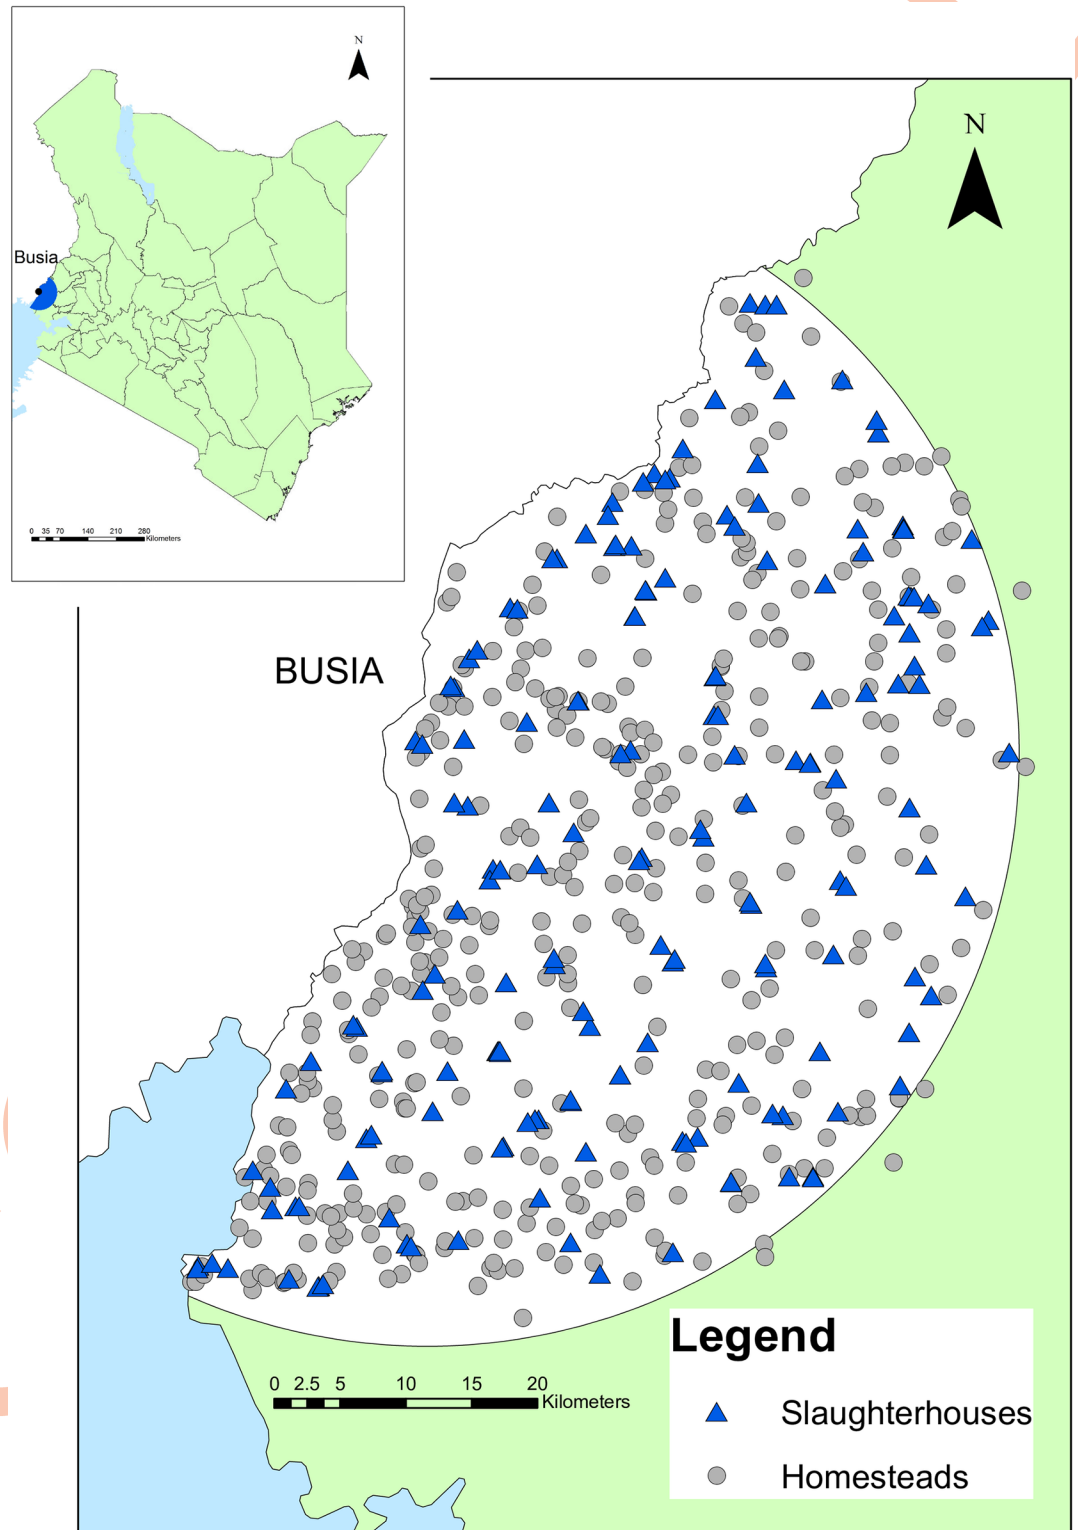 N
Busia
0 35 70 140 210 280
Kilometers
N
BUSIA
0 2.5 5 10 15 20
Kilometers
Legend
Slaughterhouses
Homesteads